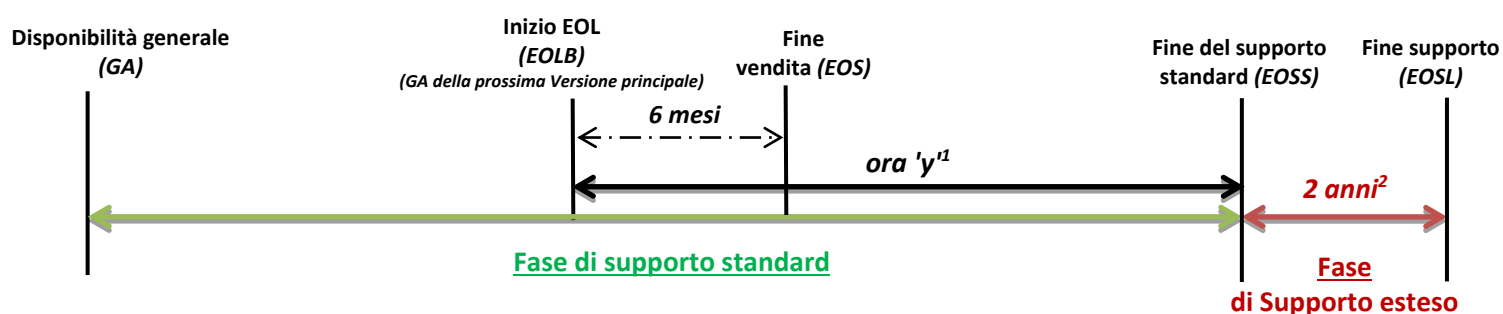 Disponibilità generale
(GA)
Inizio EOL
(EOLB)
(GA della prossima Versione principale)
Fine
vendita (EOS)
Fine del supporto
standard (EOSS)
Fine supporto
(EOSL)
6 mesi
ora 'y'1
2 anni2
Fase di supporto standard
Fase
di Supporto esteso